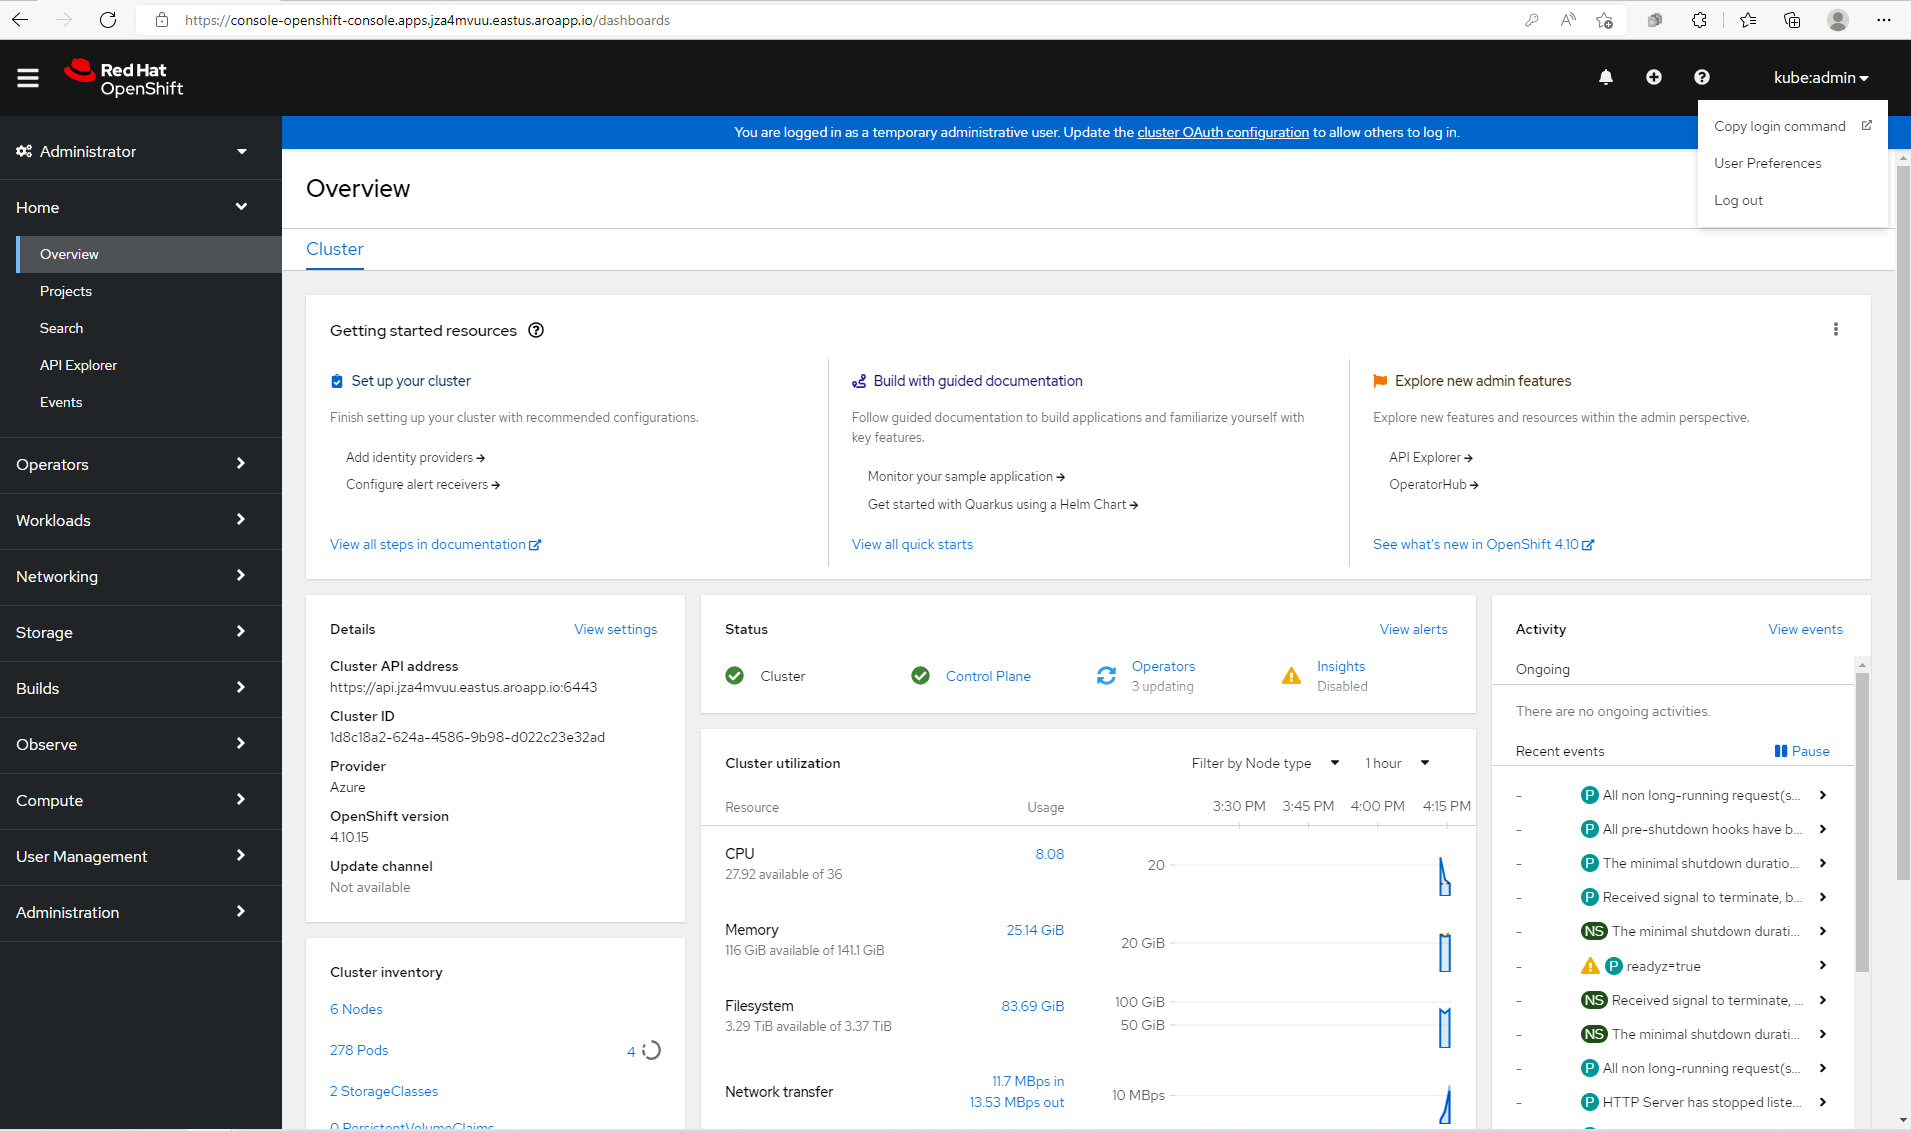 https://console-openshift-console.apps.jza4mvuu.eastus.aroapp.io/dashboards
Red Hat
OpenShift
kube:admin
Copy login command
User Preferences
Log out
You are logged in as a temporary administrative user. Update the cluster OAuth configuration to allow others to log in.
Administrator
Home
Overview
Projects
Search
API Explorer
Events
Operators
Workloads
Networking
Storage
Builds
Observe
Compute
User Management
Administration
Overview
Cluster
Getting started resources
Set up your cluster
Finish setting up your cluster with recommended configurations.
Add identity providers
Configure alert receivers
View all steps in documentation
Build with guided documentation
Follow guided documentation to build applications and familiarize yourself with
key features.
Monitor your sample application
Get started with Quarkus using a Helm Chart
View all quick starts
Explore new admin features
Explore new features and resources within the admin perspective.
API Explorer
OperatorHub
See what's new in OpenShift 4.10
Details
View settings
Cluster API address
https://api.jza4mvuu.eastus.aroapp.io:6443
Cluster ID
1d8c18a2-624a-4586-9b98-d022c23e32ad
Provider
Azure
OpenShift version
4.10.15
Update channel
Not available
Cluster inventory
6 Nodes
278 Pods
4
2 StorageClasses
0 PersistentVolumeClaims
Status
View alerts
Cluster
Control Plane
Operators
3 updating
Insights
Disabled
Cluster utilization
Filter by Node type
1 hour
Resource
Usage
3:30 PM
3:45 PM
4:00 PM
4:15 PM
CPU
27.92 available of 36
8.08
20
Memory
116 GiB available of 141.1 GiB
25.14 GiB
20 GiB
Filesystem
3.29 TiB available of 3.37 TiB
83.69 GiB
100 GiB
50 GiB
Network transfer
11.7 MBps in
13.53 MBps out
10 MBps
Activity
View events
Ongoing
There are no ongoing activities.
Recent events
Pause
- P All non long-running request(s...
- P All pre-shutdown hooks have b...
- P The minimal shutdown duratio...
- P Received signal to terminate, b...
- NS The minimal shutdown durati...
- P readyz=true
- NS Received signal to terminate, ...
- NS The minimal shutdown durati...
- P All non long-running request(s...
- P HTTP Server has stopped liste...